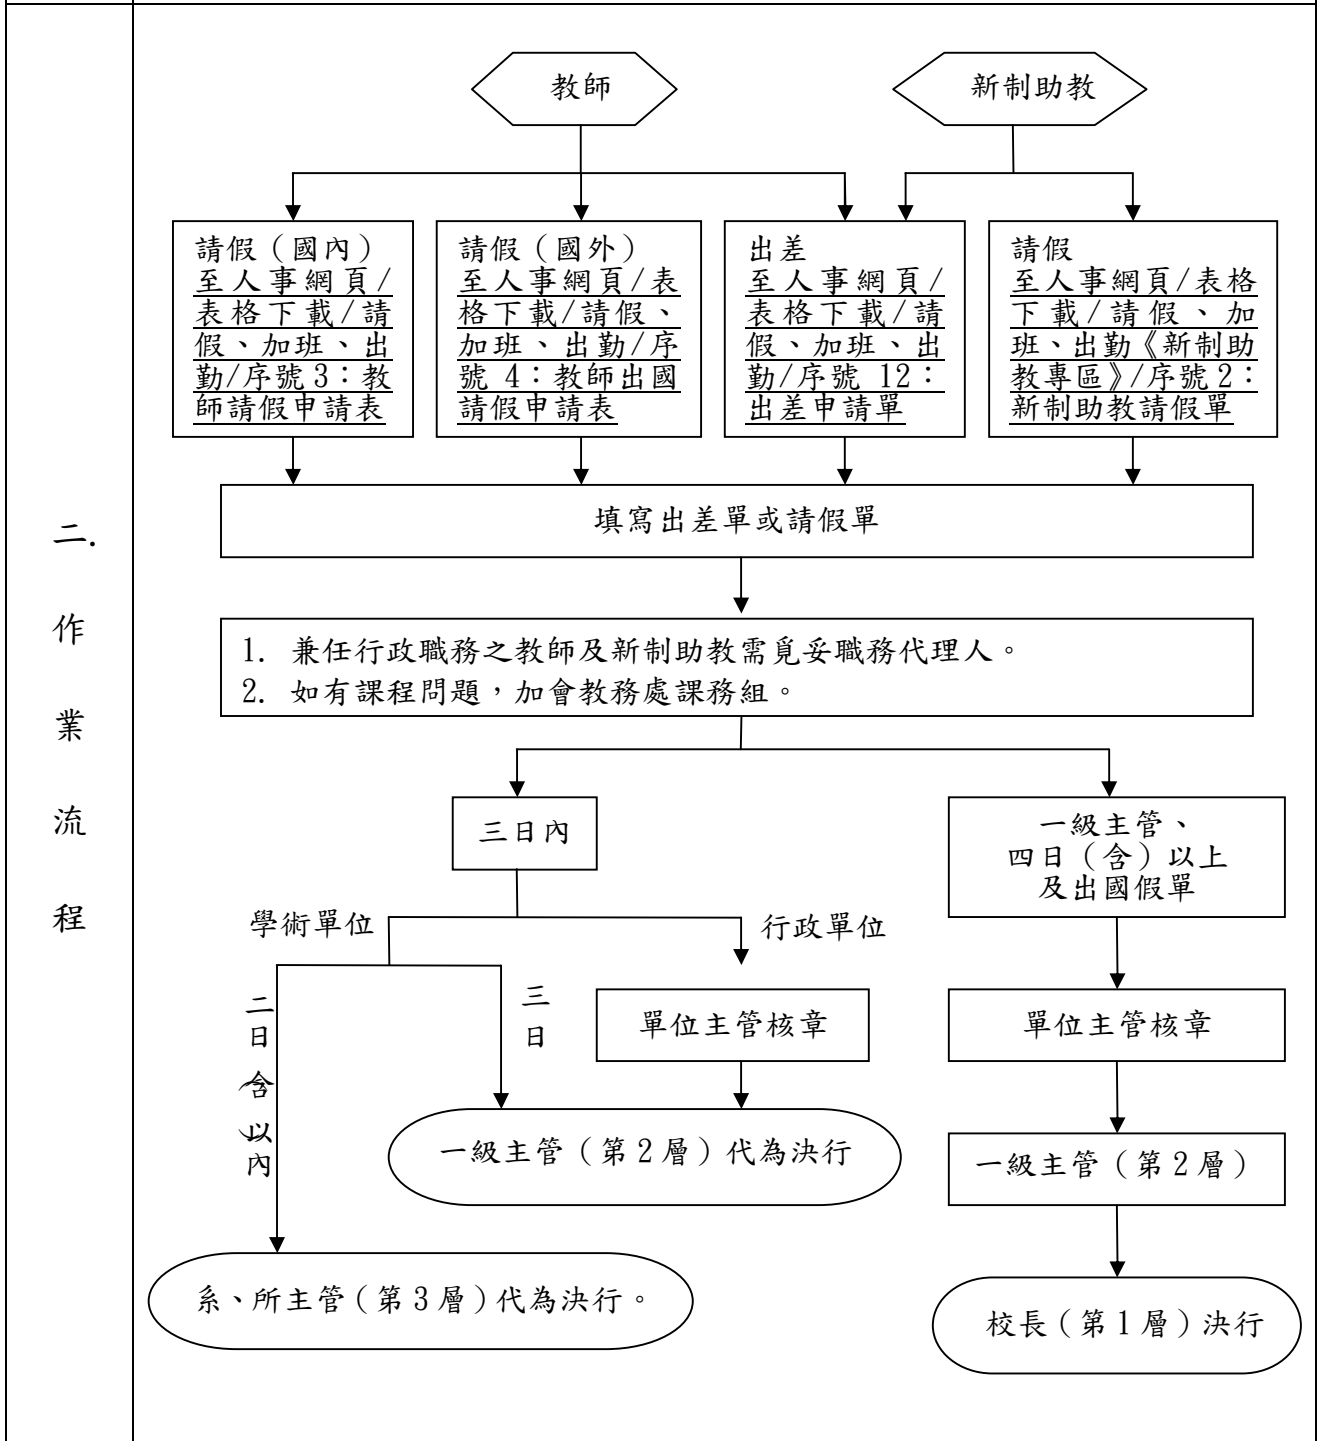 二.
作
業
流
程
教師
新制助教
請假（國內）
至人事網頁/
表格下載/請
假、加班、出
勤/序號3：教
師請假申請表
請假（國外）
至人事網頁/表
格下載/請假、
加班、出勤/序
號 4：教師出國
請假申請表
出差
至人事網頁/
表格下載/請
假、加班、出
勤/序號 12：
出差申請單
請假
至人事網頁/表格
下載/請假、加
班、出勤《新制助
教專區》/序號2：
新制助教請假單
填寫出差單或請假單
1. 兼任行政職務之教師及新制助教需覓妥職務代理人。
2. 如有課程問題，加會教務處課務組。
三日內
一級主管、
四日（含）以上
及出國假單
學術單位
行政單位
二日（含）以內
三日
單位主管核章
單位主管核章
一級主管（第2層）代為決行
一級主管（第2層）
系、所主管（第3層）代為決行。
校長（第1層）決行